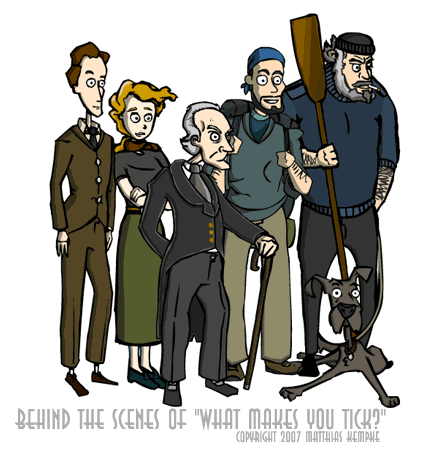 BEHIND THE SCENES OF "WHAT MAKES YOU TICK?"
COPYRIGHT 2007 MATTHIAS KEMPKE